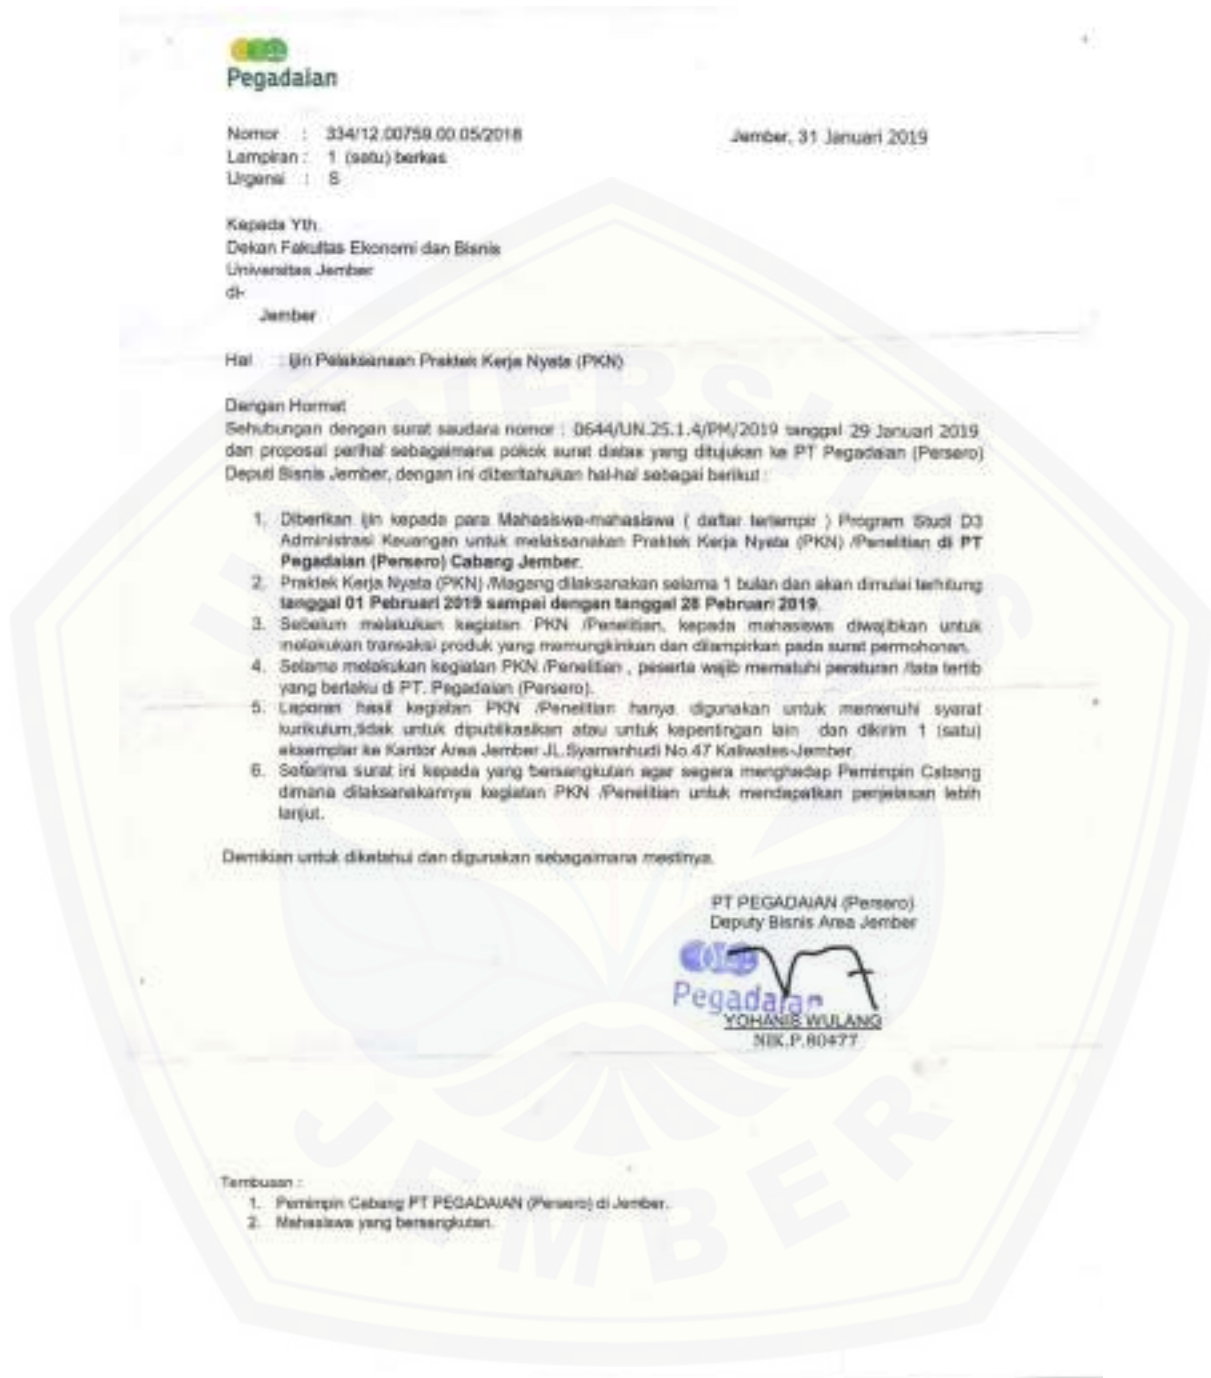 Pegadaian
Nomor : 334/12.00759.00.05/2018
Jember, 31 Januari 2019
Lampiran : 1 (satu) berkas
Urgensi : S
Kepada Yth.
Dekan Fakultas Ekonomi dan Bisnis
Universitas Jember
di-
Jember
Hal : Ijin Pelaksanaan Praktek Kerja Nyata (PKN)
Dengan Hormat
Sehubungan dengan surat saudara nomor : 0644/UN.25.1.4/PM/2019 tanggal 29 Januari 2019
dan proposal perihal sebagaimana pokok surat diatas yang ditujukan ke PT Pegadaian (Persero)
Deputi Bisnis Jember, dengan ini diberitahukan hal-hal sebagai berikut :
1. Diberikan ijin kepada para Mahasiswa-mahasiswa ( daftar terlampir ) Program Studi D3
Administrasi Keuangan untuk melaksanakan Praktek Kerja Nyata (PKN) /Penelitian di PT
Pegadaian (Persero) Cabang Jember.
2. Praktek Kerja Nyata (PKN) /Magang dilaksanakan selama 1 bulan dan akan dimulai terhitung
tanggal 01 Pebruari 2019 sampai dengan tanggal 28 Pebruari 2019.
3. Sebelum melakukan kegiatan PKN /Penelitian, kepada mahasiswa diwajibkan untuk
melakukan transaksi produk yang memungkinkan dan dilampirkan pada surat permohonan.
4. Selama melakukan kegiatan PKN /Penelitian , peserta wajib mematuhi peraturan /tata tertib
yang berlaku di PT. Pegadaian (Persero).
5. Laporan hasil kegiatan PKN /Penelitian hanya digunakan untuk memenuhi syarat
kurikulum,tidak untuk dipublikasikan atau untuk kepentingan lain dan dikirim 1 (satu)
eksemplar ke Kantor Area Jember JL.Syamanhudi No.47 Kaliwates-Jember.
6. Seterima surat ini kepada yang bersangkutan agar segera menghadap Pemimpin Cabang
dimana dilaksanakannya kegiatan PKN /Penelitian untuk mendapatkan penjelasan lebih
lanjut.
Demikian untuk diketahui dan digunakan sebagaimana mestinya.
PT PEGADAIAN (Persero)
Deputy Bisnis Area Jember
Pegadaian
YOHANIS WULANG
NIK.P.80477
Tembusan :
1. Pemimpin Cabang PT PEGADAIAN (Persero) di Jember.
2. Mahasiswa yang bersangkutan.
UNIVERSITAS
JEMBER